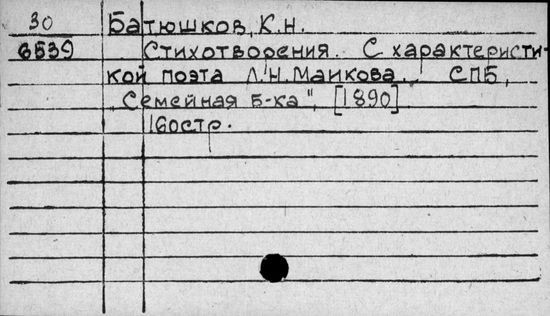 30 Батюшков, К.Н.
6539 Стихотворения. С характеристи-
кой поэта Л.Н. Майкова. СПБ,
„Семейная б-ка", [1890]
160стр.